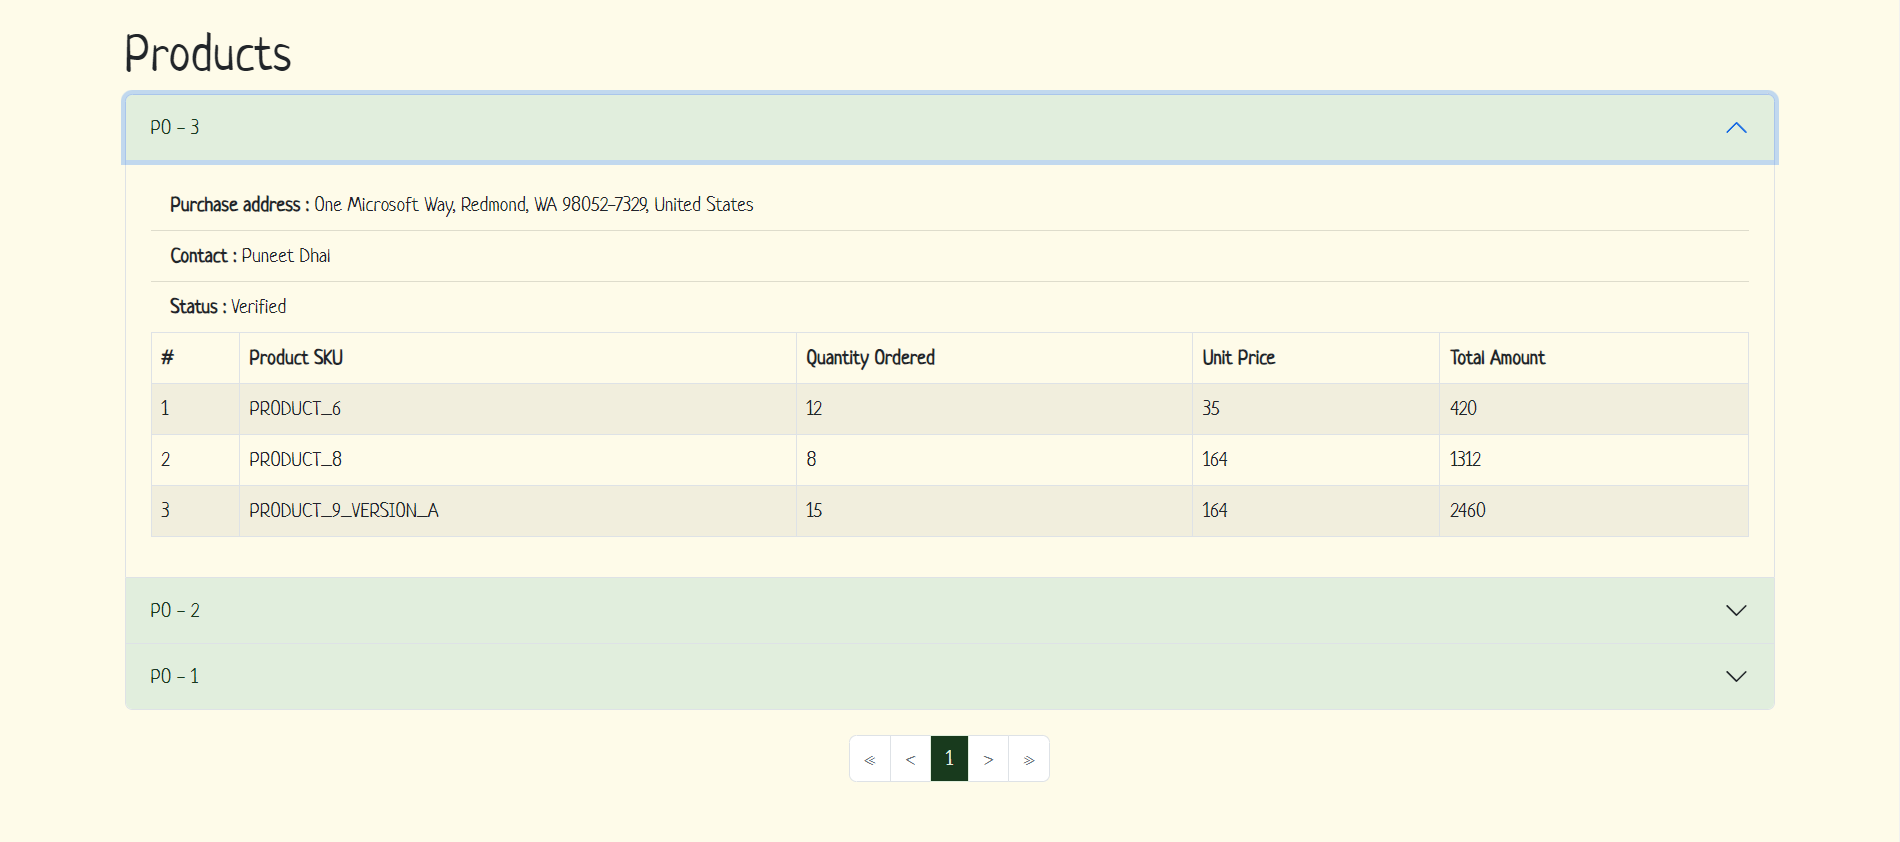 Products
PO - 3
Purchase address : One Microsoft Way, Redmond, WA 98052-7329, United States
Contact : Puneet Dhal
Status : Verified
# Product SKU Quantity Ordered Unit Price Total Amount
1 PRODUCT_6 12 35 420
2 PRODUCT_8 8 164 1312
3 PRODUCT_9_VERSION_A 15 164 2460
PO - 2
PO - 1
« < 1 > »